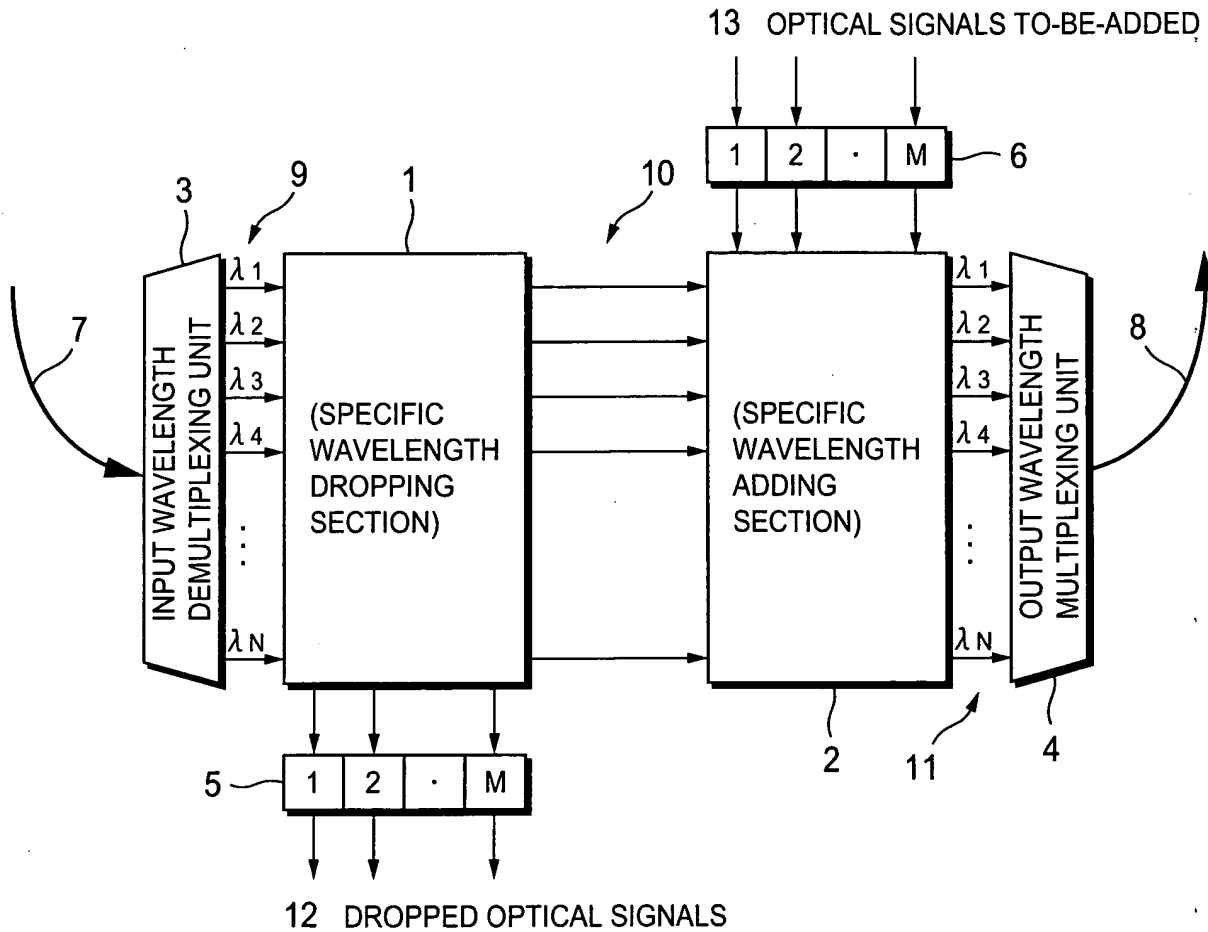 13 OPTICAL SIGNALS TO-BE-ADDED
1 2 · M
6
3
9
1
10
λ1
λ2
λ3
λ4
⋮
λN
7
INPUT WAVELENGTH
DEMULTIPLEXING UNIT
(SPECIFIC
WAVELENGTH
DROPPING
SECTION)
(SPECIFIC
WAVELENGTH
ADDING
SECTION)
λ1
λ2
λ3
λ4
⋮
λN
OUTPUT WAVELENGTH
MULTIPLEXING UNIT
8
5
1 2 · M
2
11
4
12 DROPPED OPTICAL SIGNALS